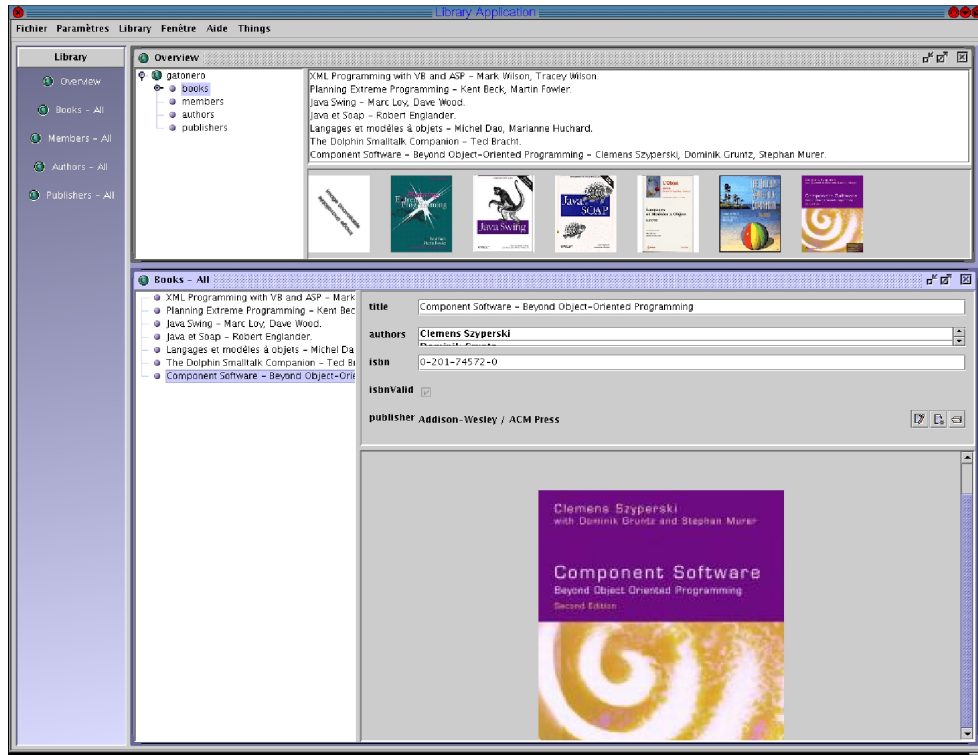 Library Application
Fichier Paramètres Library Fenêtre Aide Things
Library
Overview
Books - All
Members - All
Authors - All
Publishers - All
Overview
gatonero
books
members
authors
publishers
XML Programming with VB and ASP - Mark Wilson, Tracey Wilson.
Planning Extreme Programming - Kent Beck, Martin Fowler.
Java Swing - Marc Loy, Dave Wood.
Java et Soap - Robert Englander.
Langages et modèles à objets - Michel Dao, Marianne Huchard.
The Dolphin Smalltalk Companion - Ted Bracht.
Component Software - Beyond Object-Oriented Programming - Clemens Szyperski, Dominik Gruntz, Stephan Murer.
Java Swing
Java
SOAP
Component Software
Books - All
XML Programming with VB and ASP - Mark
Planning Extreme Programming - Kent Bec
Java Swing - Marc Loy, Dave Wood.
Java et Soap - Robert Englander.
Langages et modèles à objets - Michel Da
The Dolphin Smalltalk Companion - Ted Br
Component Software - Beyond Object-Orie
title Component Software - Beyond Object-Oriented Programming
authors Clemens Szyperski
Dominik Gruntz
isbn 0-201-74572-0
isbnValid
publisher Addison-Wesley / ACM Press
Clemens Szyperski
with Dominik Gruntz and Stephan Murer
Component Software
Beyond Object Oriented Programming
Second Edition